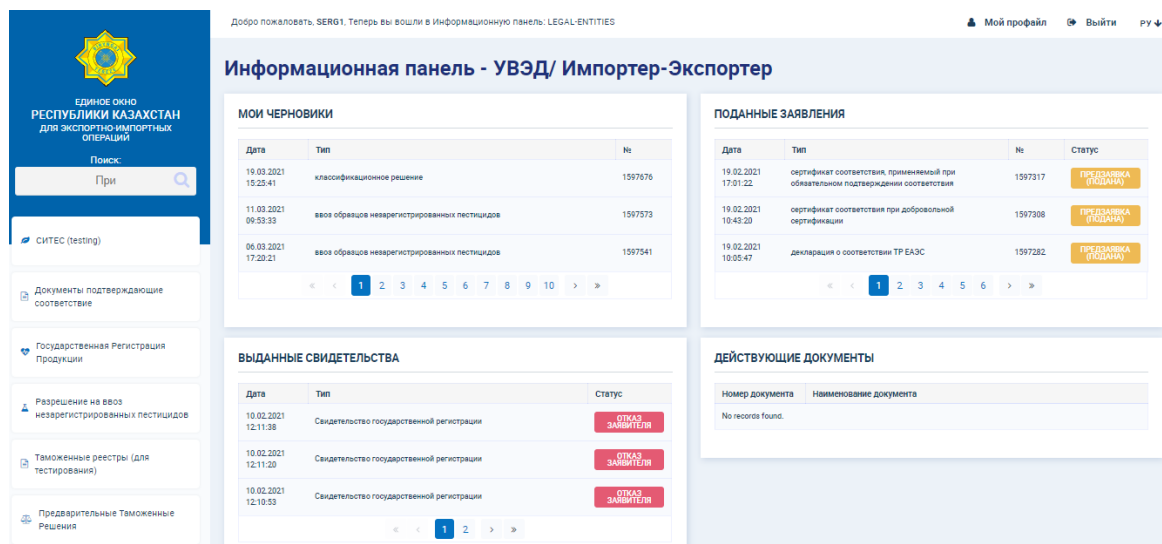 Добро пожаловать, SERG1, Теперь вы вошли в Информационную панель: LEGAL-ENTITIES
Мой профайл
Выйти
РУ
ЕДИНОЕ ОКНО
РЕСПУБЛИКИ КАЗАХСТАН
ДЛЯ ЭКСПОРТНО-ИМПОРТНЫХ
ОПЕРАЦИЙ
Поиск:
При
СИТЕС (testing)
Документы подтверждающие
соответствие
Государственная Регистрация
Продукции
Разрешение на ввоз
незарегистрированных пестицидов
Таможенные реестры (для
тестирования)
Предварительные Таможенные
Решения
Информационная панель - УВЭД/ Импортер-Экспортер
МОИ ЧЕРНОВИКИ
Дата Тип №
19.03.2021
15:25:41 классификационное решение 1597676
11.03.2021
09:53:33 ввоз образцов незарегистрированных пестицидов 1597573
06.03.2021
17:20:21 ввоз образцов незарегистрированных пестицидов 1597541
« ‹ 1 2 3 4 5 6 7 8 9 10 › »
ПОДАННЫЕ ЗАЯВЛЕНИЯ
Дата Тип № Статус
19.02.2021
17:01:22 сертификат соответствия, применяемый при
обязательном подтверждении соответствия 1597317 ПРЕДЗАЯВКА
(ПОДАНА)
19.02.2021
10:43:20 сертификат соответствия при добровольной
сертификации 1597308 ПРЕДЗАЯВКА
(ПОДАНА)
19.02.2021
10:05:47 декларация о соответствии ТР ЕАЭС 1597282 ПРЕДЗАЯВКА
(ПОДАНА)
« ‹ 1 2 3 4 5 6 › »
ВЫДАННЫЕ СВИДЕТЕЛЬСТВА
Дата Тип Статус
10.02.2021
12:11:38 Свидетельство государственной регистрации ОТКАЗ
ЗАЯВИТЕЛЯ
10.02.2021
12:11:20 Свидетельство государственной регистрации ОТКАЗ
ЗАЯВИТЕЛЯ
10.02.2021
12:10:53 Свидетельство государственной регистрации ОТКАЗ
ЗАЯВИТЕЛЯ
« ‹ 1 2 › »
ДЕЙСТВУЮЩИЕ ДОКУМЕНТЫ
Номер документа Наименование документа
No records found.